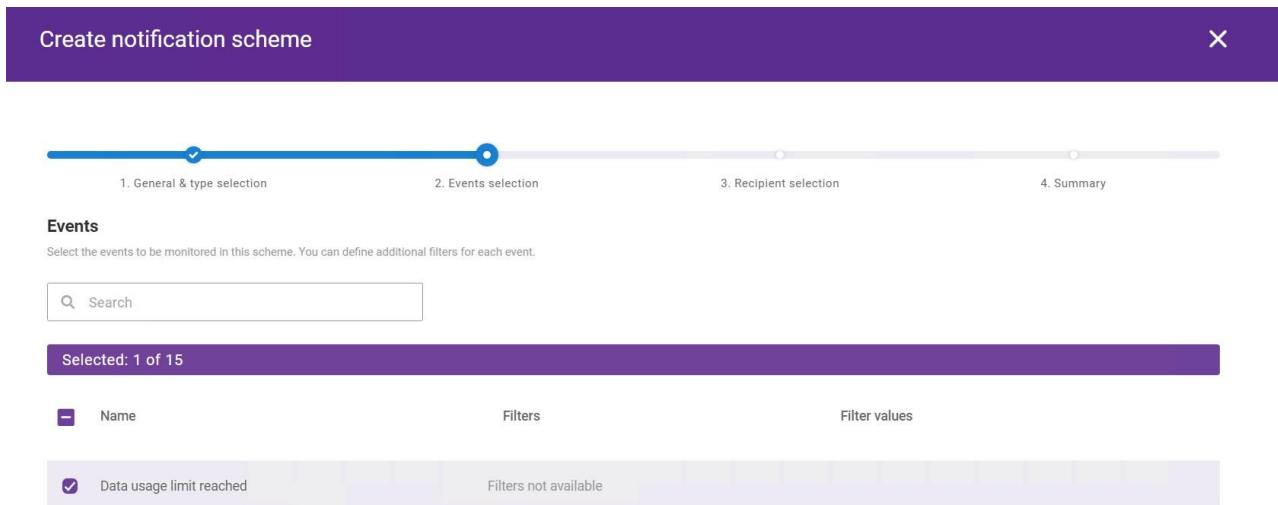 Create notification scheme
1. General & type selection 2. Events selection 3. Recipient selection 4. Summary
Events
Select the events to be monitored in this scheme. You can define additional filters for each event.
Search
Selected: 1 of 15
Name Filters Filter values
Data usage limit reached Filters not available